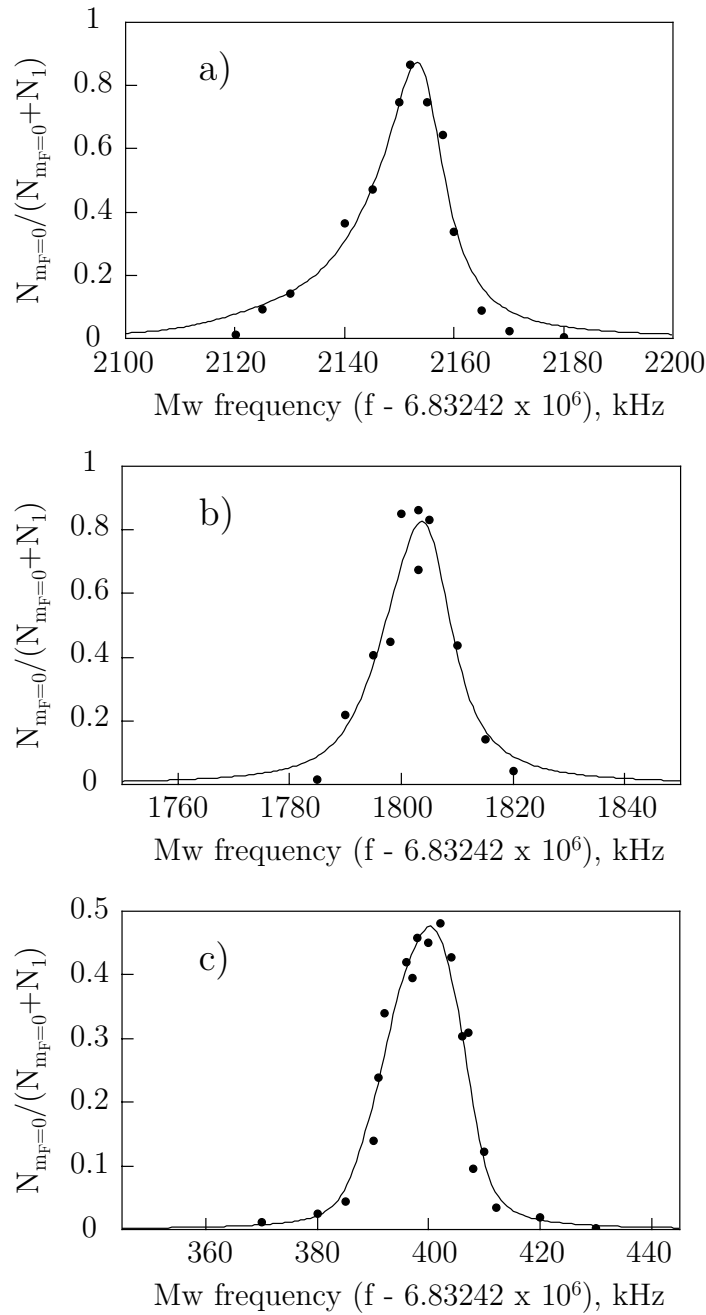 1
a)
0.8
0.6
0.4
0.2
0
N_{m_F=0}/(N_{m_F=0}+N_1)
2100 2120 2140 2160 2180 2200
Mw frequency (f - 6.83242 x 10^6), kHz
1
b)
0.8
0.6
0.4
0.2
0
N_{m_F=0}/(N_{m_F=0}+N_1)
1760 1780 1800 1820 1840
Mw frequency (f - 6.83242 x 10^6), kHz
0.5
c)
0.4
0.3
0.2
0.1
0
N_{m_F=0}/(N_{m_F=0}+N_1)
360 380 400 420 440
Mw frequency (f - 6.83242 x 10^6), kHz